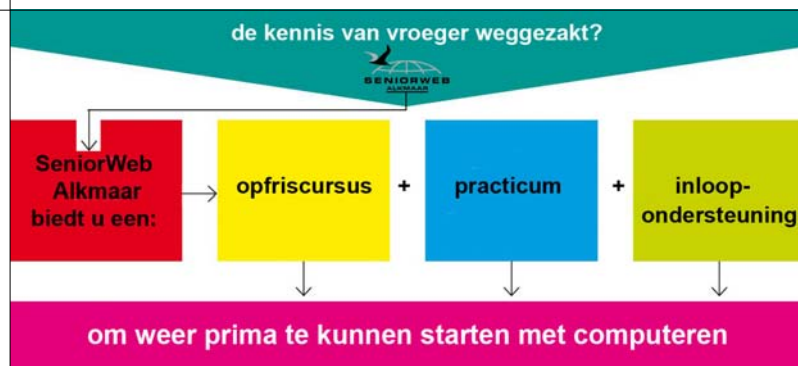 de kennis van vroeger weggezakt?
SENIORWEB
ALKMAAR
SeniorWeb
Alkmaar
biedt u een:
opfriscursus
+
practicum
+
inloop-
ondersteuning
om weer prima te kunnen starten met computeren